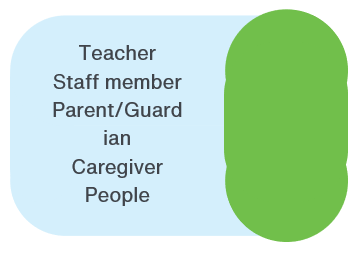 Teacher
Staff member
Parent/Guard
ian
Caregiver
People